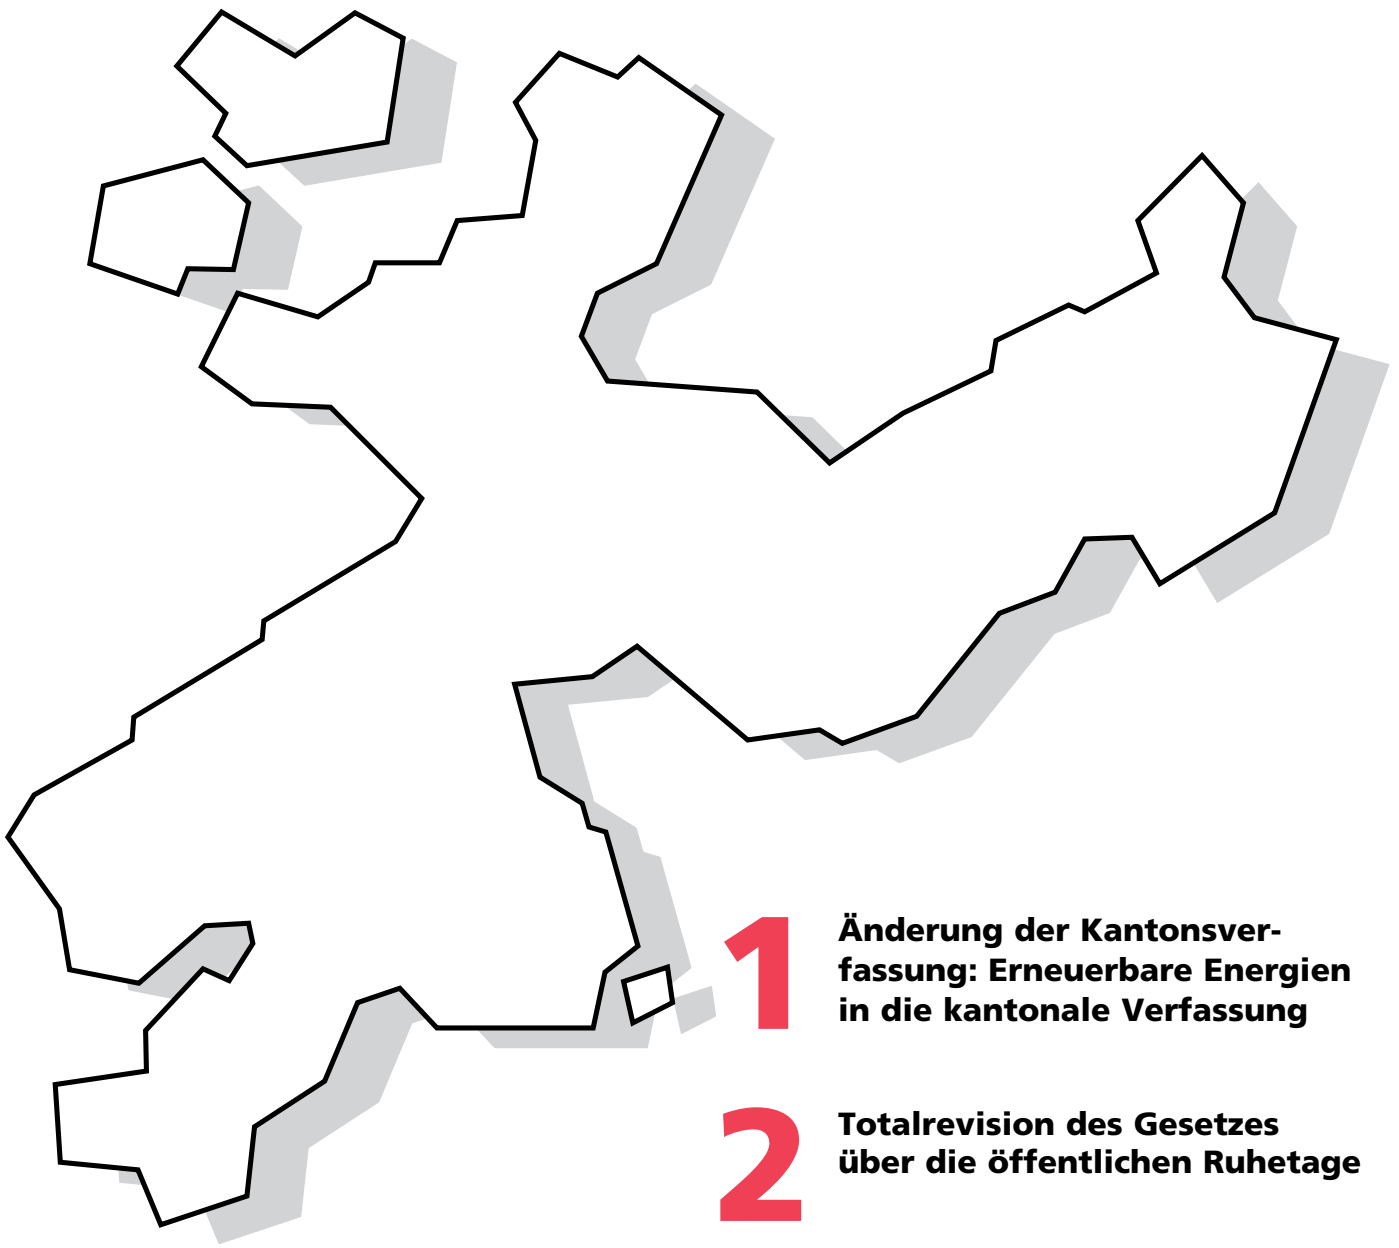 1 Änderung der Kantonsver-
fassung: Erneuerbare Energien
in die kantonale Verfassung
2 Totalrevision des Gesetzes
über die öffentlichen Ruhetage